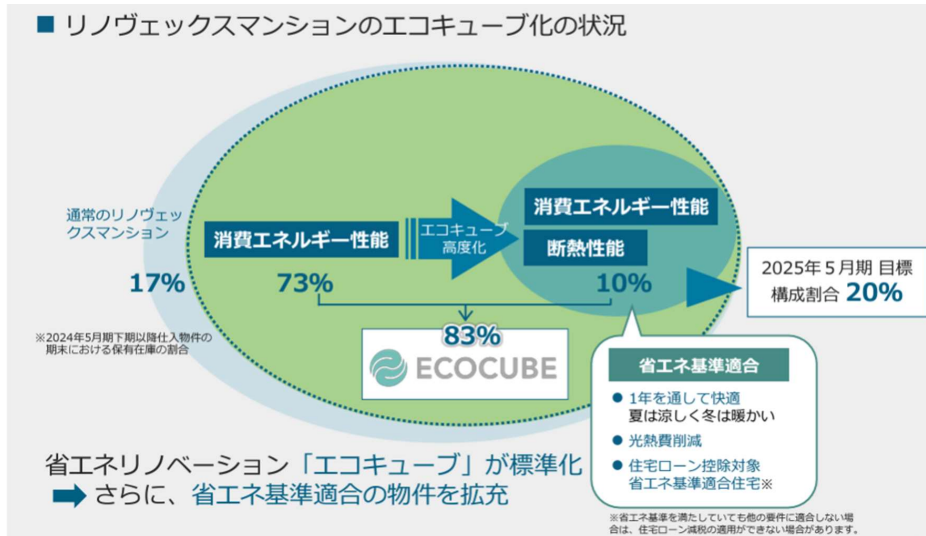 ■ リノヴェックスマンションのエコキューブ化の状況
通常のリノヴェッ
クスマンション
17%
消費エネルギー性能
73%
エコキューブ
高度化
消費エネルギー性能
断熱性能
10%
2025年5月期 目標
構成割合 20%
※2024年5月期下期以降仕入物件の
期末における保有在庫の割合
83%
ECOCUBE
省エネ基準適合
● 1年を通して快適
夏は涼しく冬は暖かい
● 光熱費削減
● 住宅ローン控除対象
省エネ基準適合住宅※
省エネリノベーション「エコキューブ」が標準化
さらに、省エネ基準適合の物件を拡充
※省エネ基準を満たしていても他の要件に適合しない場
合は、住宅ローン減税の適用ができない場合があります。